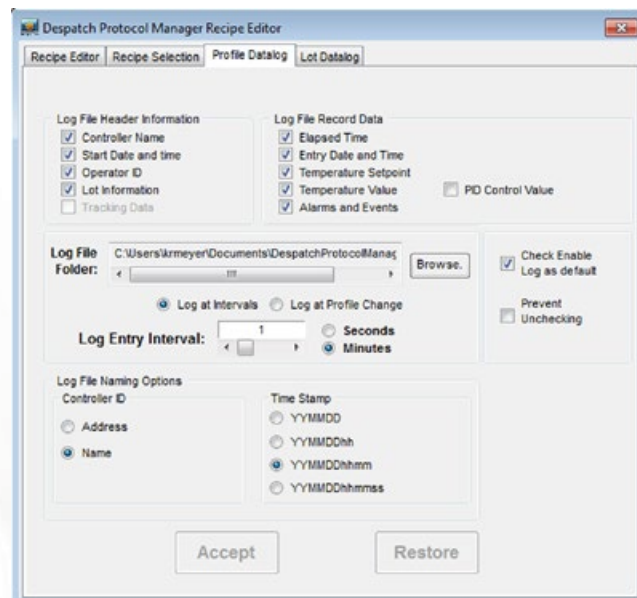 Despatch Protocol Manager Recipe Editor
Recipe Editor Recipe Selection Profile Datalog Lot Datalog
Log File Header Information
Controller Name
Start Date and time
Operator ID
Lot Information
Tracking Data
Log File Record Data
Elapsed Time
Entry Date and Time
Temperature Setpoint
Temperature Value
PID Control Value
Alarms and Events
Log File
Folder:
C:\Users\krmeyer\Documents\DespatchProtocolManag
Browse.
Check Enable
Log as default
Log at Intervals Log at Profile Change
Prevent
Unchecking
Log Entry Interval:
1
Seconds
Minutes
Log File Naming Options
Controller ID
Address
Name
Time Stamp
YYMMDD
YYMMDDhh
YYMMDDhhmm
YYMMDDhhmmss
Accept Restore